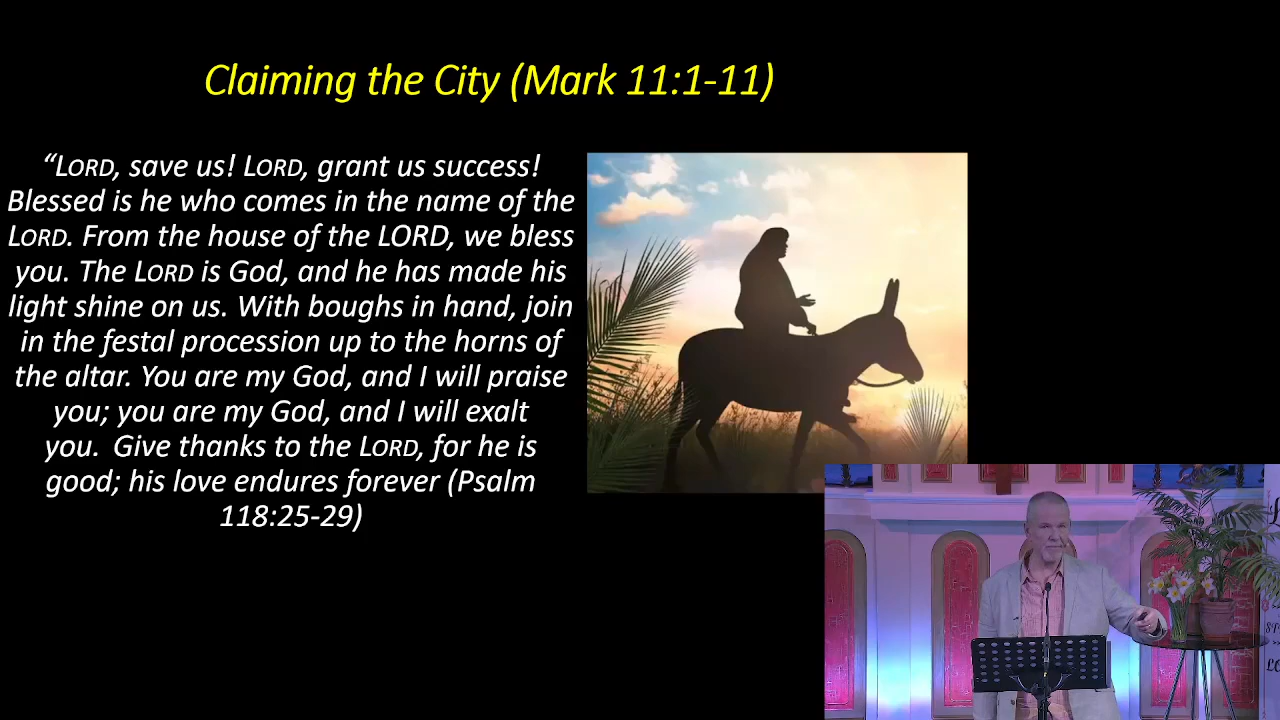 Claiming the City (Mark 11:1-11)
“LORD, save us! LORD, grant us success!
Blessed is he who comes in the name of the
LORD. From the house of the LORD, we bless
you. The LORD is God, and he has made his
light shine on us. With boughs in hand, join
in the festal procession up to the horns of
the altar. You are my God, and I will praise
you; you are my God, and I will exalt
you. Give thanks to the LORD, for he is
good; his love endures forever (Psalm
118:25-29)